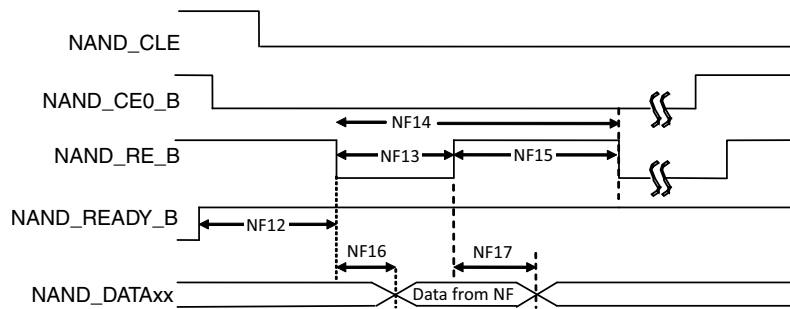 NAND_CLE
NAND_CE0_B
NF14
NAND_RE_B
NF13
NF15
NAND_READY_B
NF12
NF16
NF17
NAND_DATAxx
Data from NF